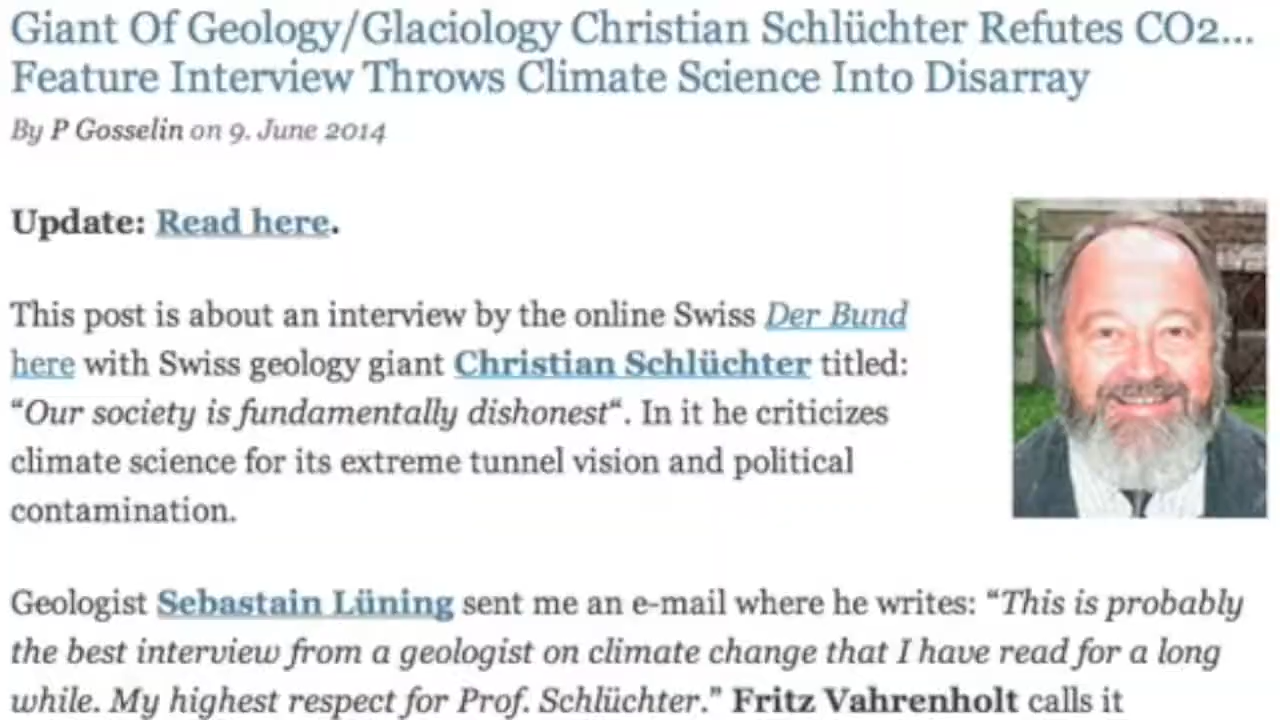 Giant Of Geology/Glaciology Christian Schlüchter Refutes CO2...
Feature Interview Throws Climate Science Into Disarray
By P Gosselin on 9. June 2014
Update: Read here.
This post is about an interview by the online Swiss Der Bund
here with Swiss geology giant Christian Schlüchter titled:
“Our society is fundamentally dishonest“. In it he criticizes
climate science for its extreme tunnel vision and political
contamination.
Geologist Sebastain Lüning sent me an e-mail where he writes: “This is probably
the best interview from a geologist on climate change that I have read for a long
while. My highest respect for Prof. Schlüchter.” Fritz Vahrenholt calls it